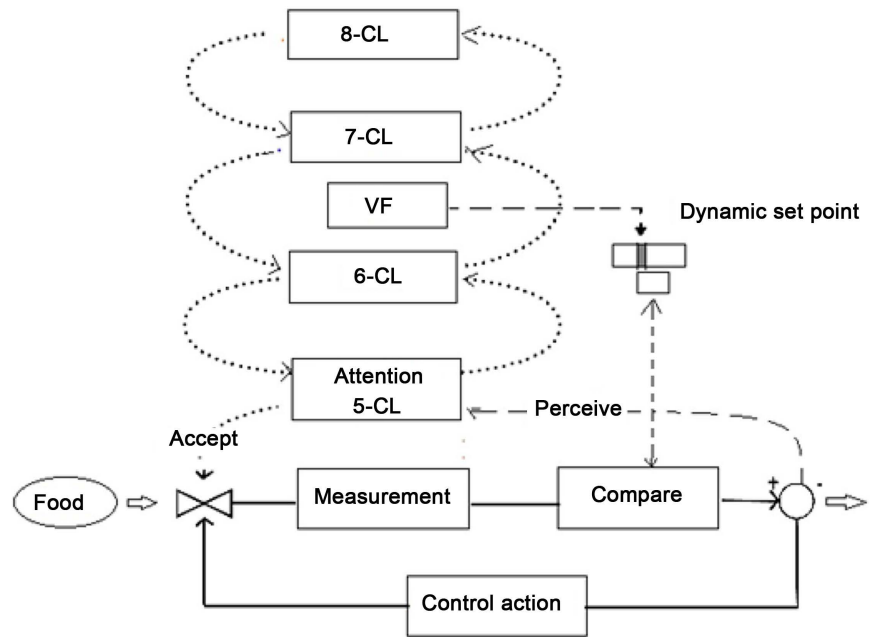 8-CL
7-CL
VF
Dynamic set point
6-CL
Attention
5-CL
Perceive
Accept
Food
Measurement
Compare
+
-
Control action